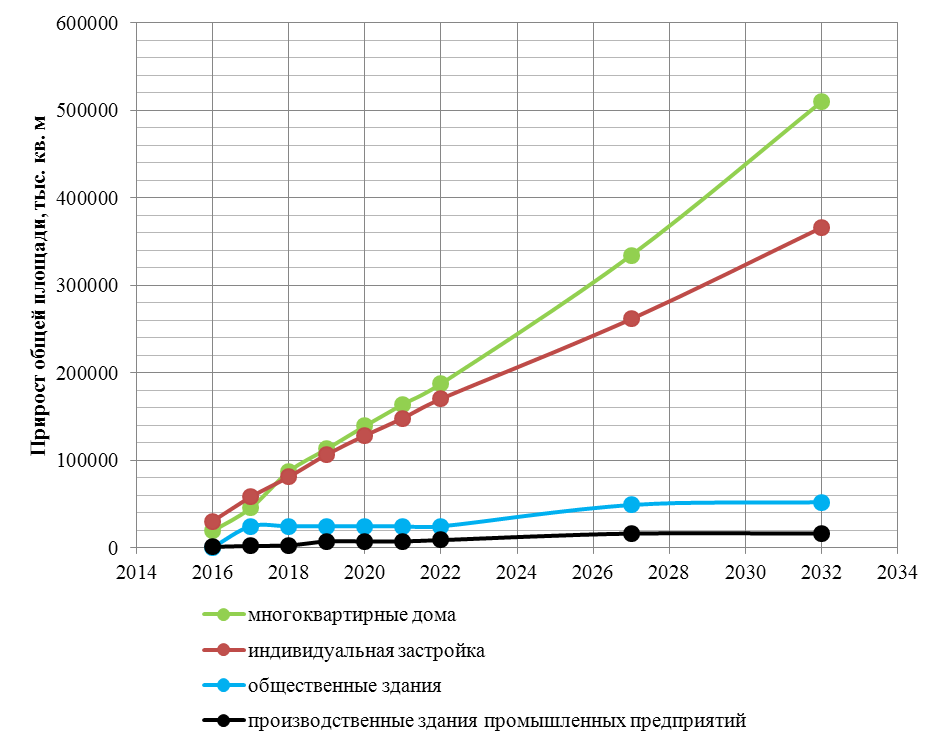 Прирост общей площади, тыс. кв. м
600000
500000
400000
300000
200000
100000
0
2014 2016 2018 2020 2022 2024 2026 2028 2030 2032 2034
многоквартирные дома
индивидуальная застройка
общественные здания
производственные здания промышленных предприятий